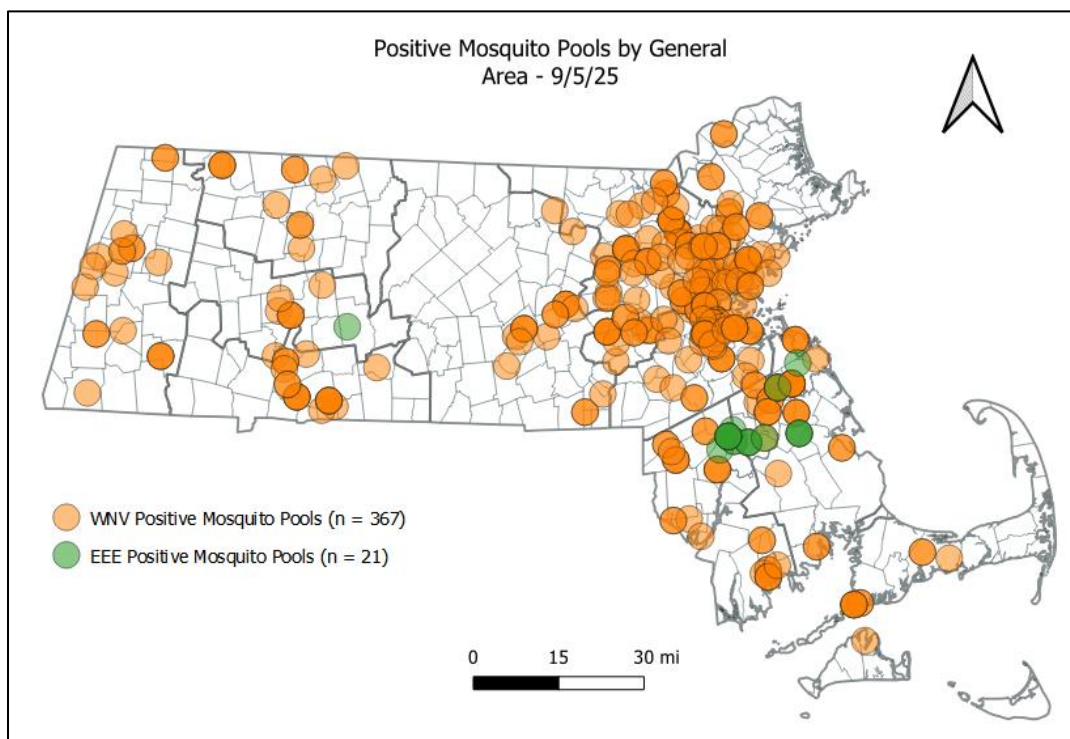 Positive Mosquito Pools by General
Area - 9/5/25
WNV Positive Mosquito Pools (n = 367)
EEE Positive Mosquito Pools (n = 21)
0 15 30 mi